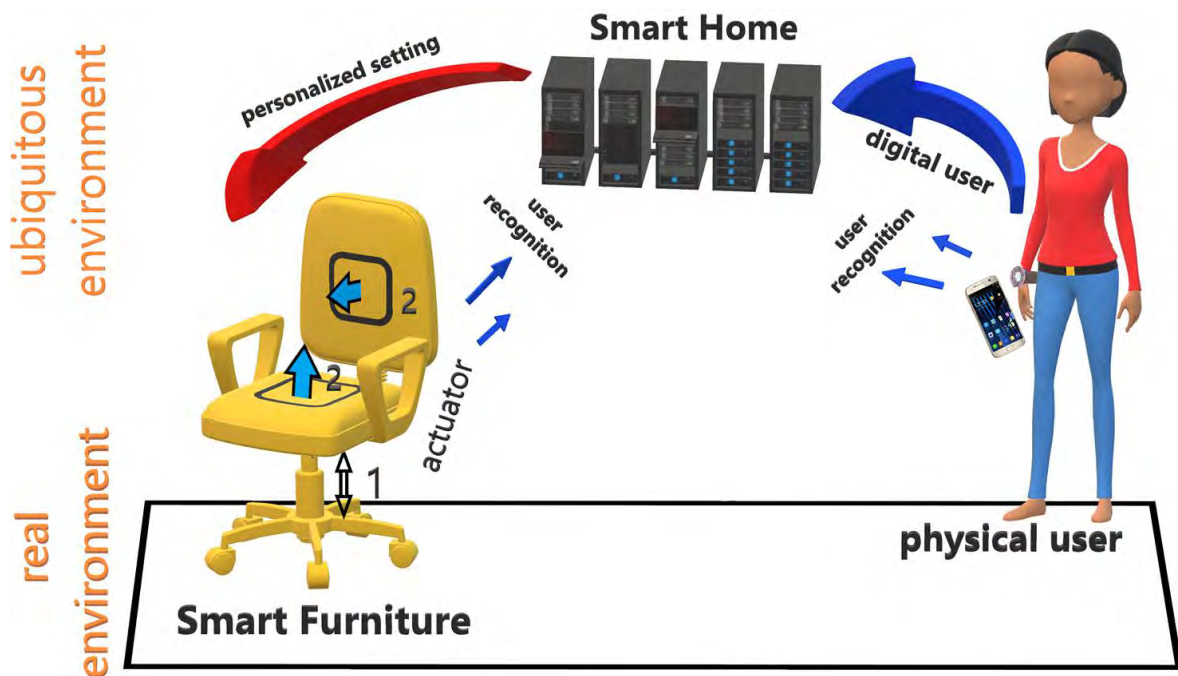 Smart Home
personalized setting
digital user
ubiquitous
environment
user
recognition
user
recognition
2
2
actuator
1
real
environment
physical user
Smart Furniture